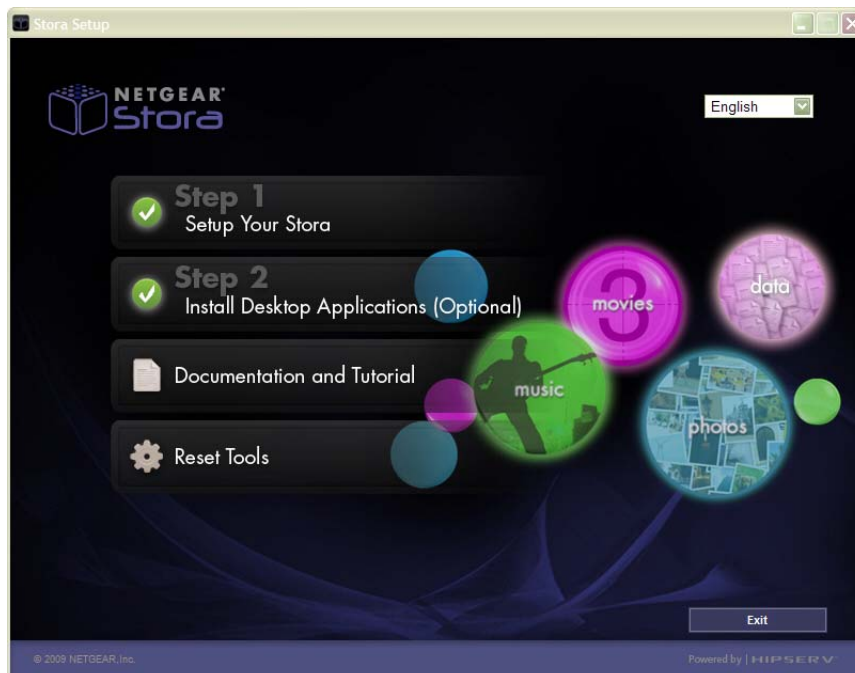 Stora Setup
NETGEAR®
Stora
English
Step 1
Setup Your Stora
Step 2
Install Desktop Applications (Optional)
Documentation and Tutorial
Reset Tools
3
movies
data
music
photos
Exit
© 2009 NETGEAR, Inc.
Powered by | HIPSERV